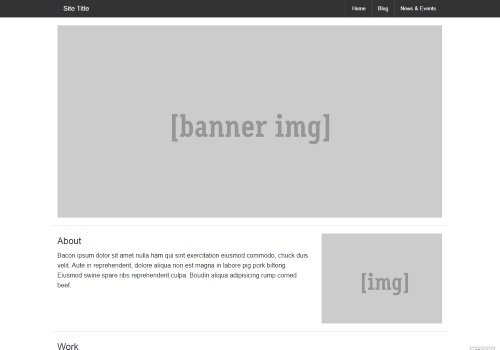 Site Title
Home
Blog
News & Events
[banner img]
About
Bacon ipsum dolor sit amet nulla ham qui sint exercitation eiusmod commodo, chuck duis
velit. Aute in reprehenderit, dolore aliqua non est magna in labore pig pork biltong.
Eiusmod swine spare ribs reprehenderit culpa. Boudin aliqua adipisicing rump corned
beef.
[img]
Work